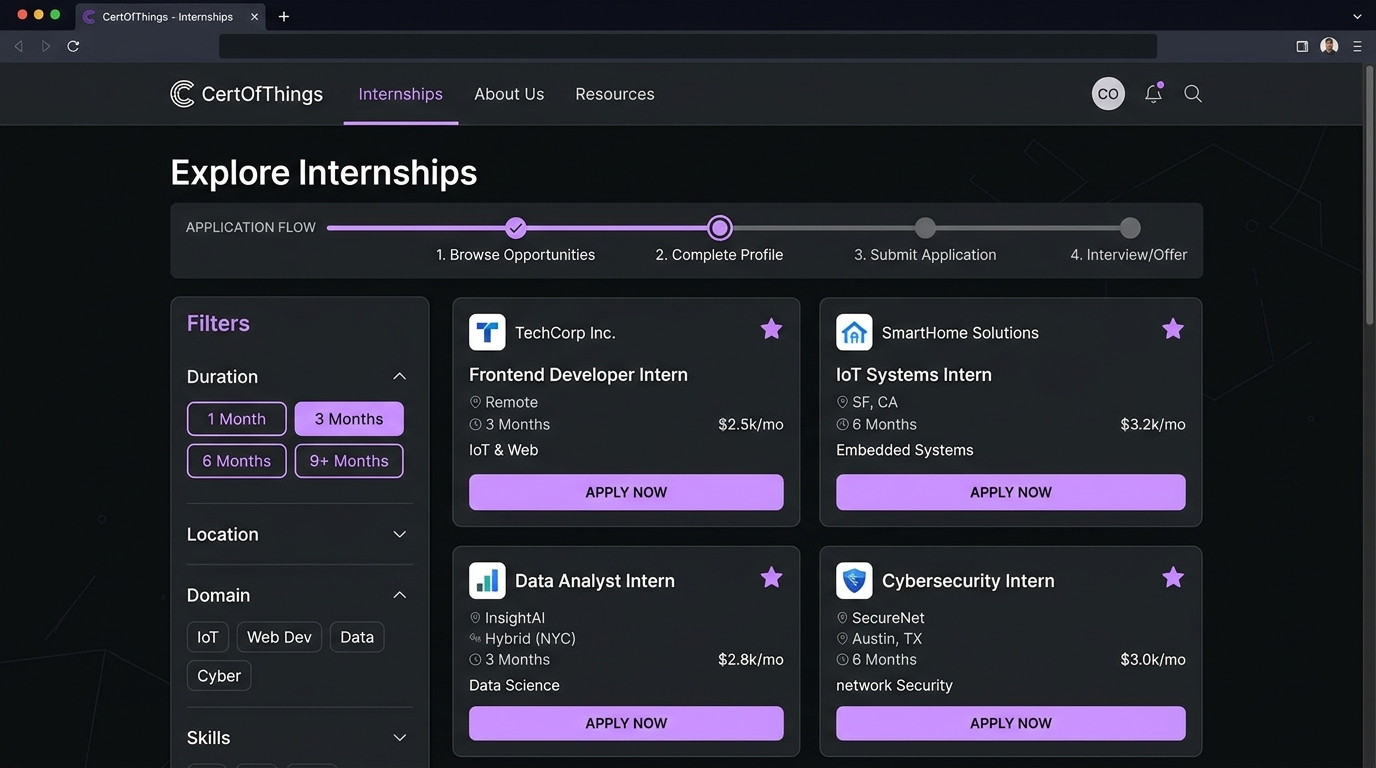 CertOfThings - Internships
CertOfThings
Internships
About Us
Resources
CO
Explore Internships
APPLICATION FLOW
1. Browse Opportunities
2. Complete Profile
3. Submit Application
4. Interview/Offer
Filters
Duration
1 Month
3 Months
6 Months
9+ Months
Location
Domain
IoT
Web Dev
Data
Cyber
Skills
TechCorp Inc.
Frontend Developer Intern
Remote
3 Months
$2.5k/mo
IoT & Web
APPLY NOW
SmartHome Solutions
IoT Systems Intern
SF, CA
6 Months
$3.2k/mo
Embedded Systems
APPLY NOW
Data Analyst Intern
InsightAI
Hybrid (NYC)
3 Months
$2.8k/mo
Data Science
APPLY NOW
Cybersecurity Intern
SecureNet
Austin, TX
6 Months
$3.0k/mo
network Security
APPLY NOW